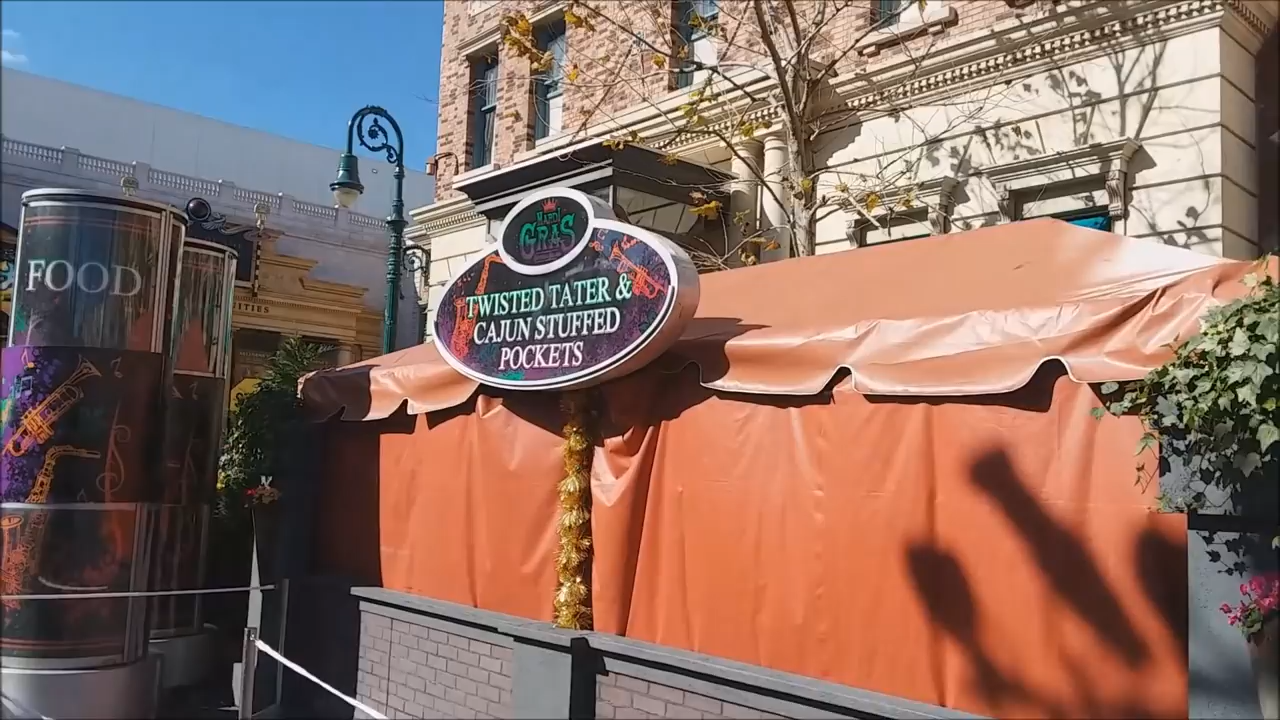 FOOD
MARDI
GRAS
TWISTED TATER &
CAJUN STUFFED
POCKETS